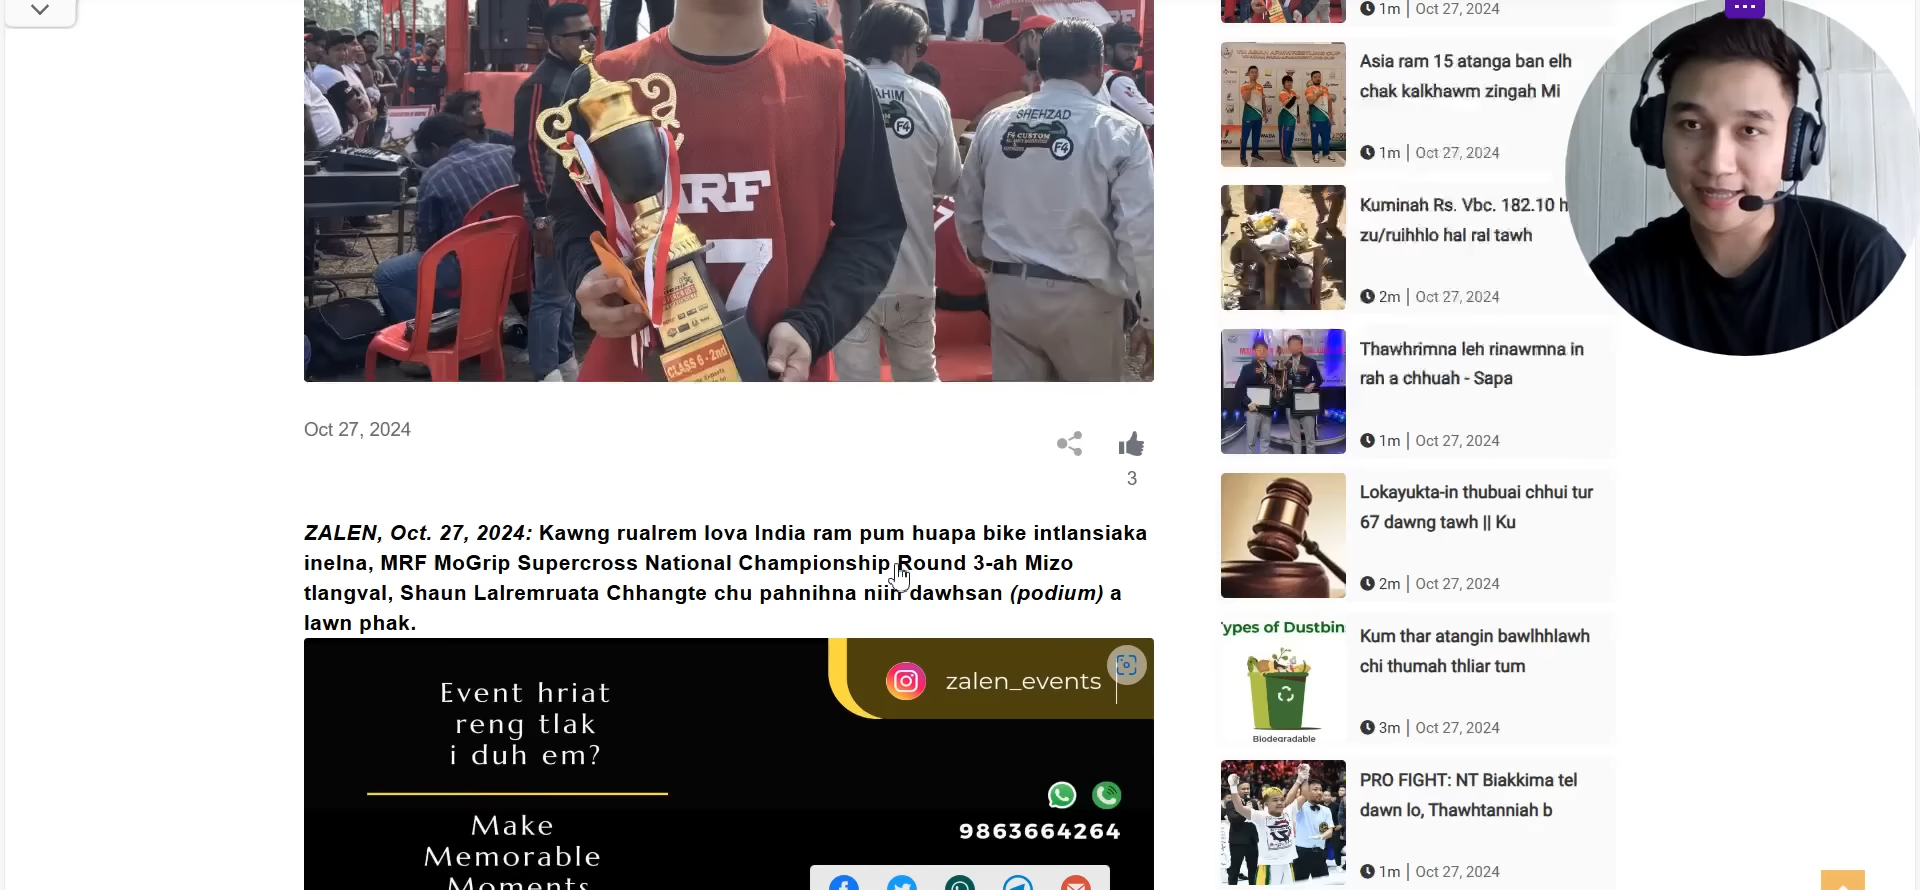 AHIM
F4
SHEHZAD
F4 CUSTOM
F4
RF
7
CLASS 6 - 2nd
Oct 27, 2024
3
ZALEN, Oct. 27, 2024: Kawng rualrem lova India ram pum huapa bike intlansiaka
inelna, MRF MoGrip Supercross National Championship Round 3-ah Mizo
tlangval, Shaun Lalremruata Chhangte chu pahnihna niin dawhsan (podium) a
lawn phak.
Event hriat
reng tlak
i duh em?
Make
Memorable
Moments
zalen_events
9863664264
1m | Oct 27, 2024
Asia ram 15 atanga ban elh
chak kalkhawm zingah Mi
1m | Oct 27, 2024
Kuminah Rs. Vbc. 182.10 h
zu/ruihhlo hal ral tawh
2m | Oct 27, 2024
Thawhrimna leh rinawmna in
rah a chhuah - Sapa
1m | Oct 27, 2024
Lokayukta-in thubuai chhui tur
67 dawng tawh || Ku
2m | Oct 27, 2024
ypes of Dustbin
Biodegradable
Kum thar atangin bawlhhlawh
chi thumah thliar tum
3m | Oct 27, 2024
PRO FIGHT: NT Biakkima tel
dawn lo, Thawhtanniah b
1m | Oct 27, 2024